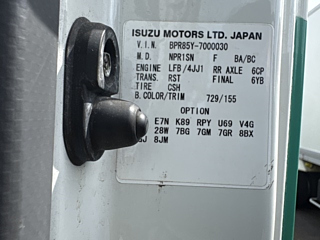 ISUZU MOTORS LTD. JAPAN
V.I.N. BPR85Y-7000030
M.D. NPR1SN F BA/BC
ENGINE LFB /4JJ1 RR AXLE 6CP
TRANS. RST FINAL 6YB
TIRE CSH
B.COLOR/TRIM 729/155
OPTION
E7N K89 RPY U69 V4G
28W 7BG 7GM 7GR 8BX
8JM